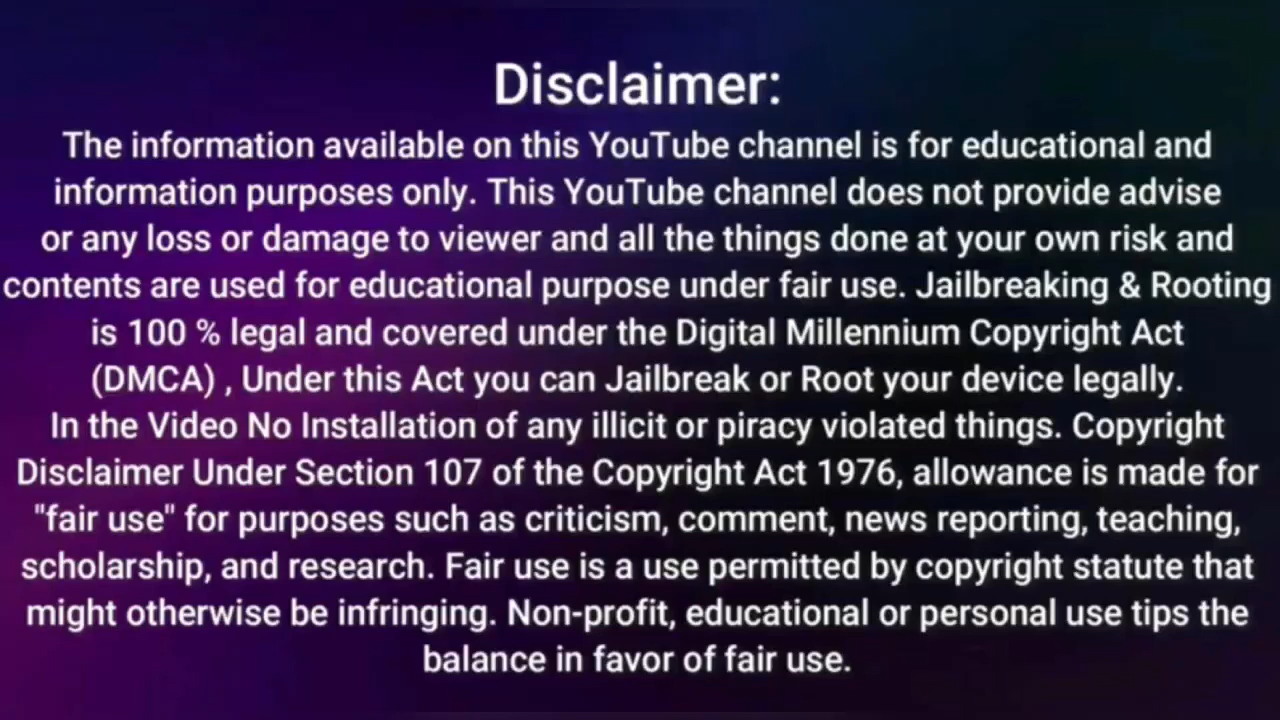 Disclaimer:
The information available on this YouTube channel is for educational and
information purposes only. This YouTube channel does not provide advise
or any loss or damage to viewer and all the things done at your own risk and
contents are used for educational purpose under fair use. Jailbreaking & Rooting
is 100 % legal and covered under the Digital Millennium Copyright Act
(DMCA) , Under this Act you can Jailbreak or Root your device legally.
In the Video No Installation of any illicit or piracy violated things. Copyright
Disclaimer Under Section 107 of the Copyright Act 1976, allowance is made for
"fair use" for purposes such as criticism, comment, news reporting, teaching,
scholarship, and research. Fair use is a use permitted by copyright statute that
might otherwise be infringing. Non-profit, educational or personal use tips the
balance in favor of fair use.